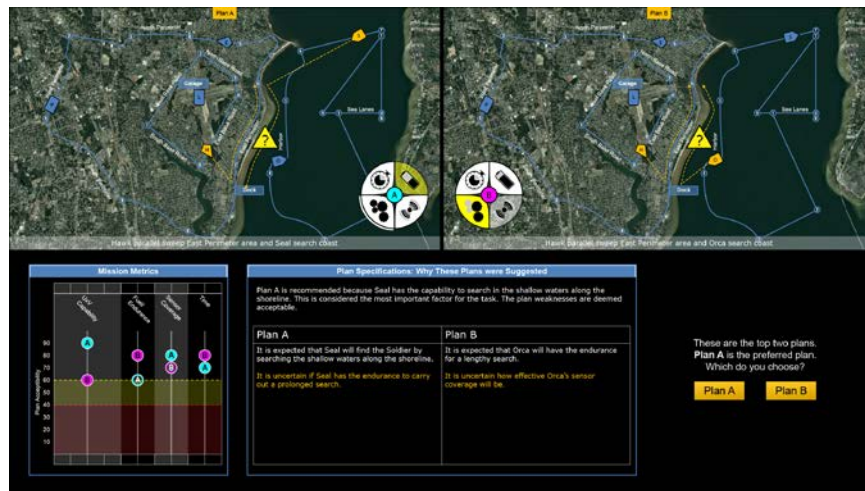 Plan A
Plan B
Garage
Garage
Sea Lanes
Sea Lanes
Dock
Dock
A
B
Hawk parallel sweep East Perimeter area and Seal search coast
Hawk parallel sweep East Perimeter area and Orca search coast
Mission Metrics
UxV Capability
Fuel/ Endurance
Sensor Coverage
Time
Plan Acceptability
90
80
70
60
50
40
30
20
10
A
B
B
A
A
B
B
A
Plan Specifications: Why These Plans were Suggested
Plan A is recommended because Seal has the capability to search in the shallow waters along the
shoreline. This is considered the most important factor for the task. The plan weaknesses are deemed
acceptable.
Plan A
It is expected that Seal will find the Soldier by
searching the shallow waters along the shoreline.
It is uncertain if Seal has the endurance to carry
out a prolonged search.
Plan B
It is expected that Orca will have the endurance
for a lengthy search.
It is uncertain how effective Orca's sensor
coverage will be.
These are the top two plans.
Plan A is the preferred plan.
Which do you choose?
Plan A
Plan B